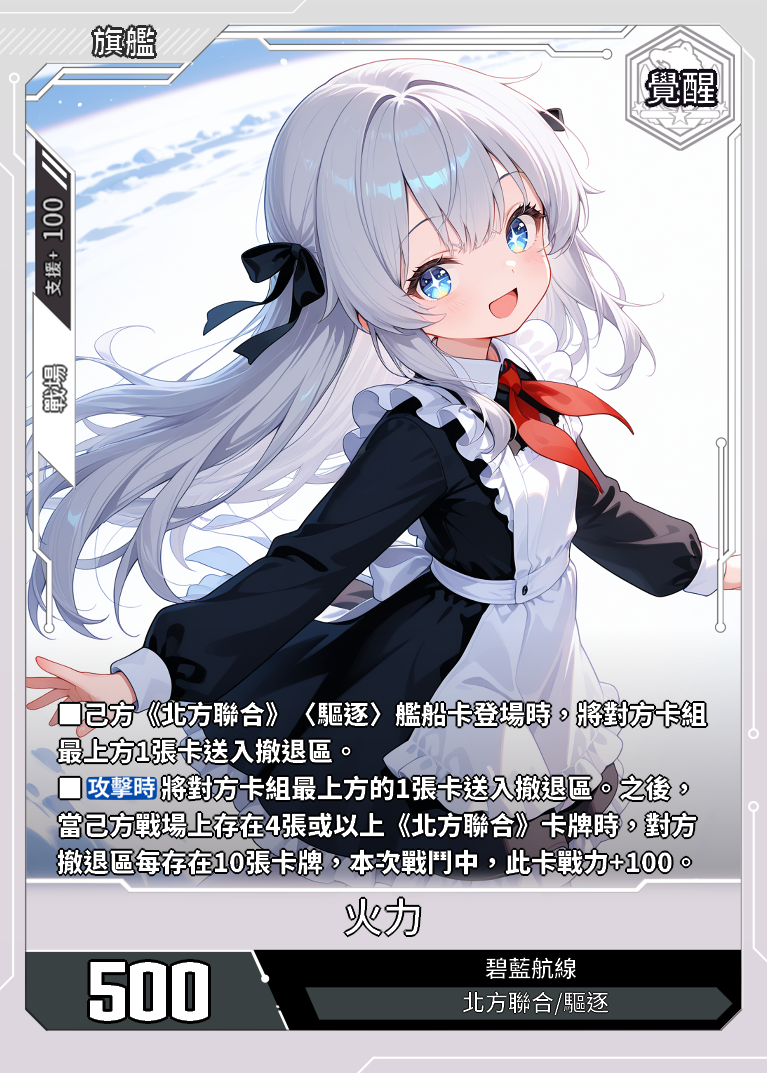 旗艦
覺醒
支援+ 100
戰場
■己方《北方聯合》〈驅逐〉艦船卡登場時，將對方卡組
最上方1張卡送入撤退區。
■攻擊時將對方卡組最上方的1張卡送入撤退區。之後，
當己方戰場上存在4張或以上《北方聯合》卡牌時，對方
撤退區每存在10張卡牌，本次戰鬥中，此卡戰力+100。
火力
500
碧藍航線
北方聯合/驅逐